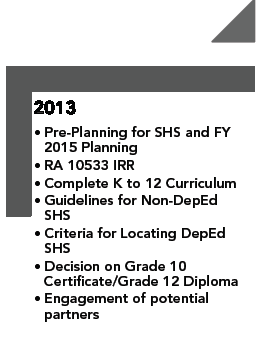 2013
• Pre-Planning for SHS and FY
2015 Planning
• RA 10533 IRR
• Complete K to 12 Curriculum
• Guidelines for Non-DepEd
SHS
• Criteria for Locating DepEd
SHS
• Decision on Grade 10
Certificate/Grade 12 Diploma
• Engagement of potential
partners